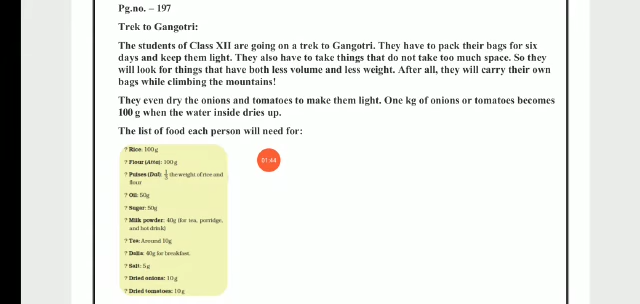 Pg.no. – 197
Trek to Gangotri:
The students of Class XII are going on a trek to Gangotri. They have to pack their bags for six
days and keep them light. They also have to take things that do not take too much space. So they
will look for things that have both less volume and less weight. After all, they will carry their own
bags while climbing the mountains!
They even dry the onions and tomatoes to make them light. One kg of onions or tomatoes becomes
100 g when the water inside dries up.
The list of food each person will need for:
? Rice: 100g
01:44
? Flour (Atta): 100g
? Pulses (Dal): 1/3 the weight of rice and
flour
? Oil: 50g
? Sugar: 50g
? Milk powder: 40g (for tea, porridge,
and hot drink)
? Tea: Around 10g
? Dalia: 40g for breakfast.
? Salt: 5g
? Dried onions: 10g
? Dried tomatoes: 10g